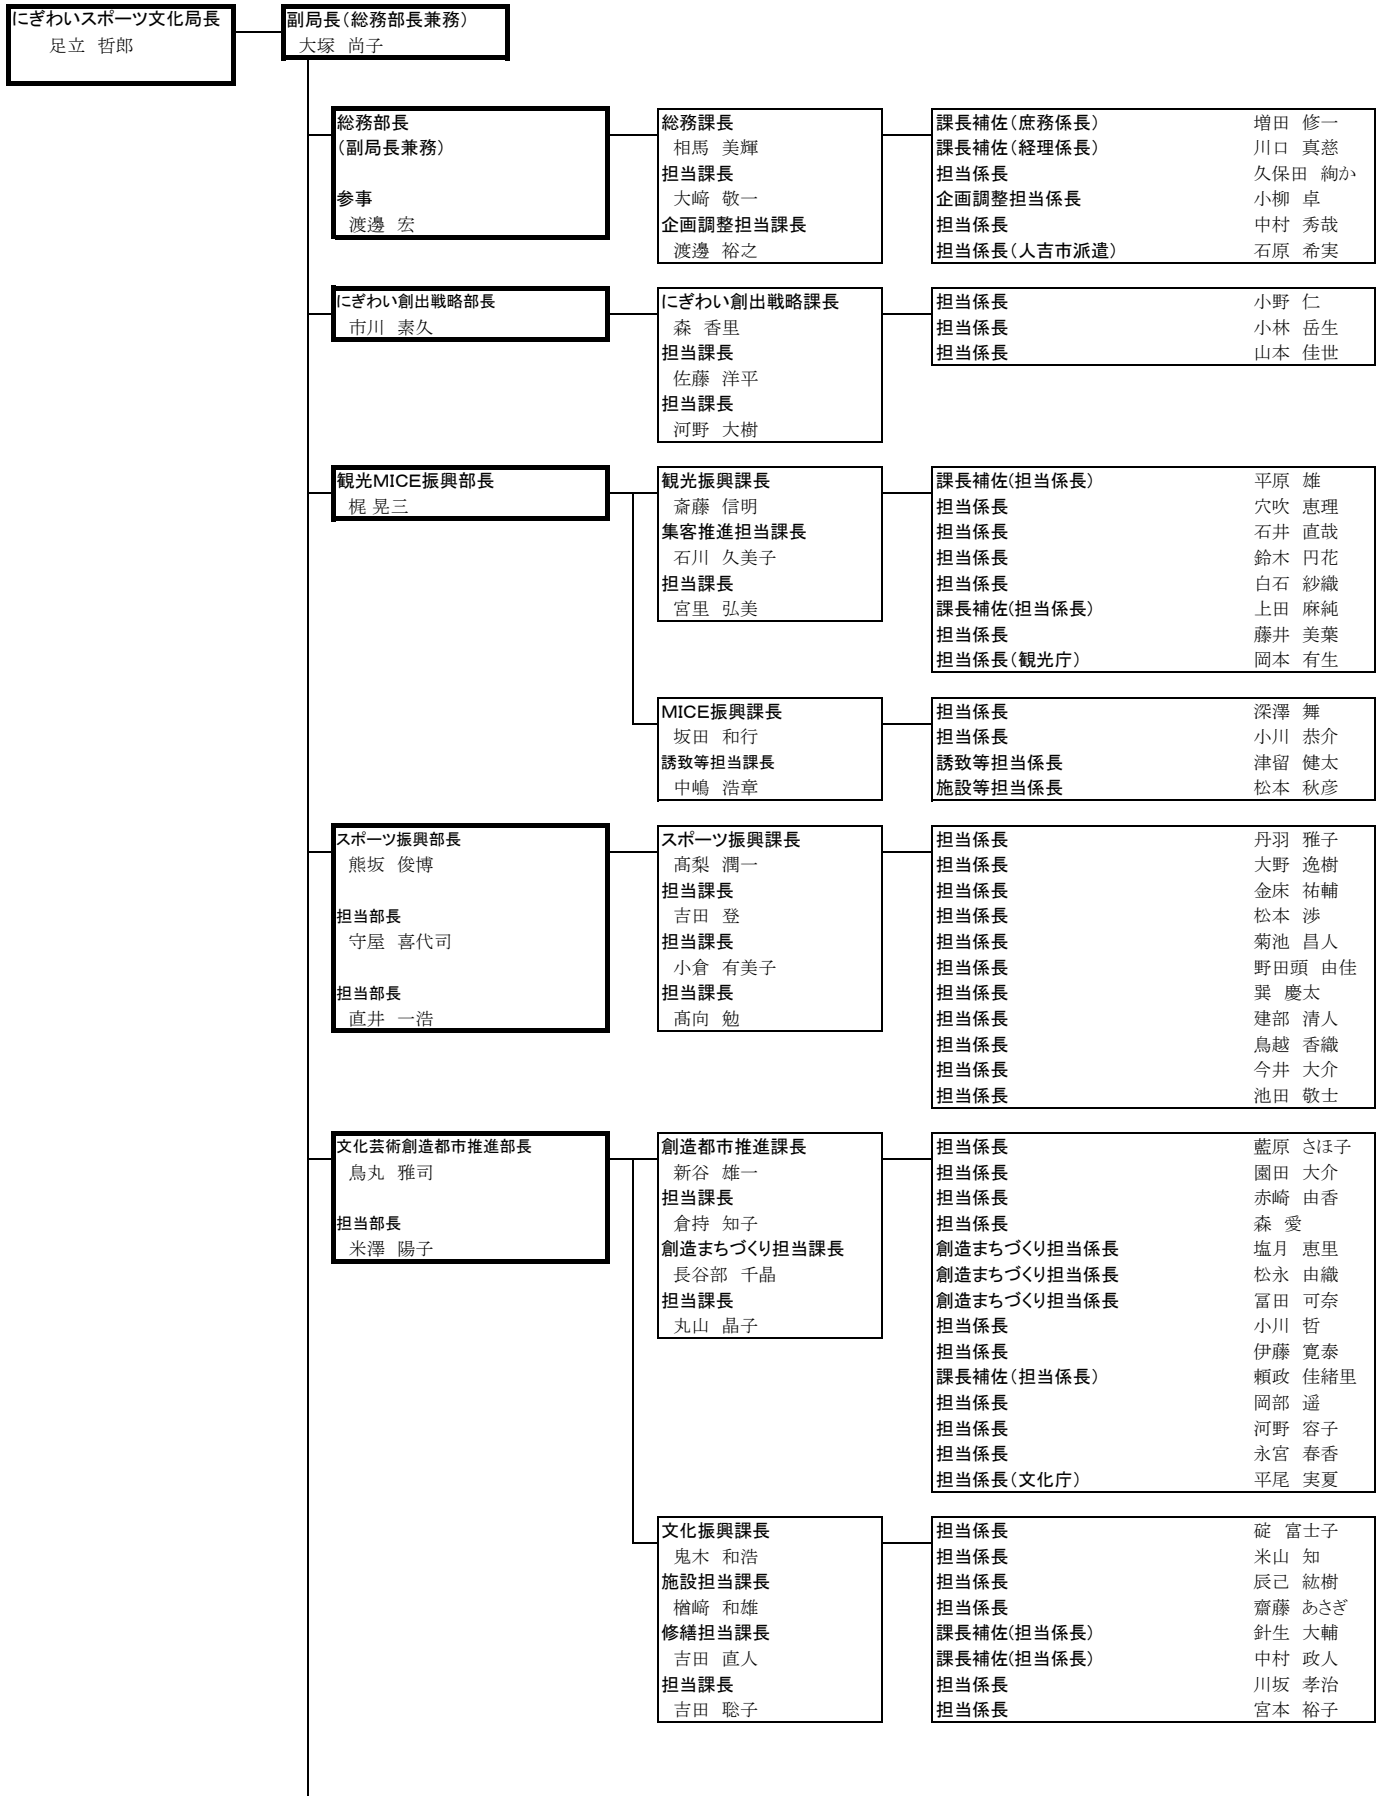 にぎわいスポーツ文化局長
足立 哲郎
副局長（総務部長兼務）
大塚 尚子
総務部長
（副局長兼務）
参事
渡邊 宏
総務課長
相馬 美輝
担当課長
大﨑 敬一
企画調整担当課長
渡邊 裕之
課長補佐（庶務係長） 増田 修一
課長補佐（経理係長） 川口 真慈
担当係長 久保田 絢か
企画調整担当係長 小柳 卓
担当係長 中村 秀哉
担当係長（人吉市派遣） 石原 希実
にぎわい創出戦略部長
市川 素久
にぎわい創出戦略課長
森 香里
担当課長
佐藤 洋平
担当課長
河野 大樹
担当係長 小野 仁
担当係長 小林 岳生
担当係長 山本 佳世
観光MICE振興部長
梶 晃三
観光振興課長
斎藤 信明
集客推進担当課長
石川 久美子
担当課長
宮里 弘美
課長補佐(担当係長) 平原 雄
担当係長 穴吹 恵理
担当係長 石井 直哉
担当係長 鈴木 円花
担当係長 白石 紗織
課長補佐(担当係長) 上田 麻純
担当係長 藤井 美葉
担当係長（観光庁） 岡本 有生
MICE振興課長
坂田 和行
誘致等担当課長
中嶋 浩章
担当係長 深澤 舞
担当係長 小川 恭介
誘致等担当係長 津留 健太
施設等担当係長 松本 秋彦
スポーツ振興部長
熊坂 俊博
担当部長
守屋 喜代司
担当部長
直井 一浩
スポーツ振興課長
髙梨 潤一
担当課長
吉田 登
担当課長
小倉 有美子
担当課長
髙向 勉
担当係長 丹羽 雅子
担当係長 大野 逸樹
担当係長 金床 祐輔
担当係長 松本 渉
担当係長 菊池 昌人
担当係長 野田頭 由佳
担当係長 巽 慶太
担当係長 建部 清人
担当係長 鳥越 香織
担当係長 今井 大介
担当係長 池田 敬士
文化芸術創造都市推進部長
鳥丸 雅司
担当部長
米澤 陽子
創造都市推進課長
新谷 雄一
担当課長
倉持 知子
創造まちづくり担当課長
長谷部 千晶
担当課長
丸山 晶子
担当係長 藍原 さほ子
担当係長 園田 大介
担当係長 赤崎 由香
担当係長 森 愛
創造まちづくり担当係長 塩月 恵里
創造まちづくり担当係長 松永 由織
創造まちづくり担当係長 冨田 可奈
担当係長 小川 哲
担当係長 伊藤 寛泰
課長補佐（担当係長） 頼政 佳緒里
担当係長 岡部 遥
担当係長 河野 容子
担当係長 永宮 春香
担当係長（文化庁） 平尾 実夏
文化振興課長
鬼木 和浩
施設担当課長
楢﨑 和雄
修繕担当課長
吉田 直人
担当課長
吉田 聡子
担当係長 碇 富士子
担当係長 米山 知
担当係長 辰己 紘樹
担当係長 齋藤 あさぎ
課長補佐(担当係長) 針生 大輔
課長補佐(担当係長) 中村 政人
担当係長 川坂 孝治
担当係長 宮本 裕子